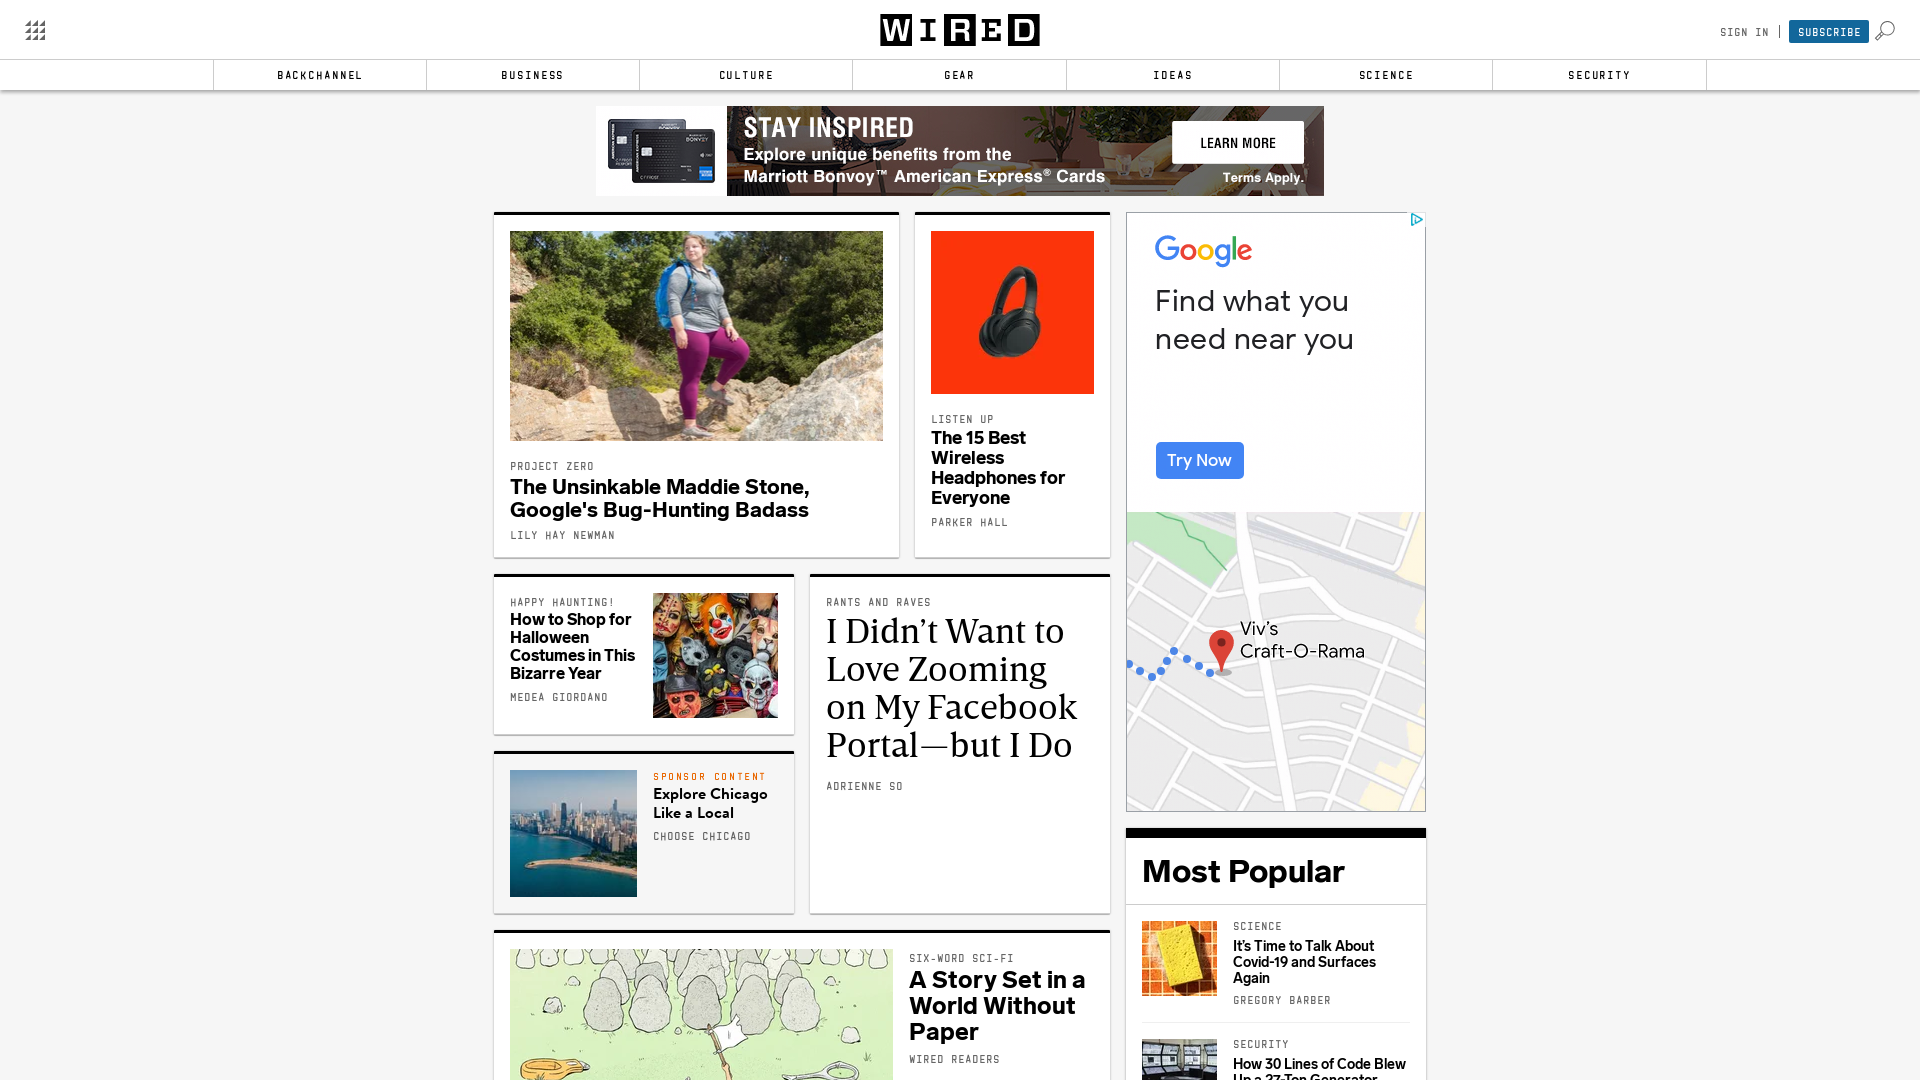 WIRED
SIGN IN
SUBSCRIBE
BACKCHANNEL
BUSINESS
CULTURE
GEAR
IDEAS
SCIENCE
SECURITY
STAY INSPIRED
Explore unique benefits from the
Marriott Bonvoy™ American Express® Cards
LEARN MORE
Terms Apply.
PROJECT ZERO
The Unsinkable Maddie Stone,
Google's Bug-Hunting Badass
LILY HAY NEWMAN
LISTEN UP
The 15 Best
Wireless
Headphones for
Everyone
PARKER HALL
Google
Find what you
need near you
Try Now
Viv's
Craft-O-Rama
HAPPY HAUNTING!
How to Shop for
Halloween
Costumes in This
Bizarre Year
MEDEA GIORDANO
RANTS AND RAVES
I Didn’t Want to
Love Zooming
on My Facebook
Portal—but I Do
ADRIENNE SO
SPONSOR CONTENT
Explore Chicago
Like a Local
CHOOSE CHICAGO
SIX-WORD SCI-FI
A Story Set in a
World Without
Paper
WIRED READERS
Most Popular
SCIENCE
It’s Time to Talk About
Covid-19 and Surfaces
Again
GREGORY BARBER
SECURITY
How 30 Lines of Code Blew
Up a 27-Ton Generator